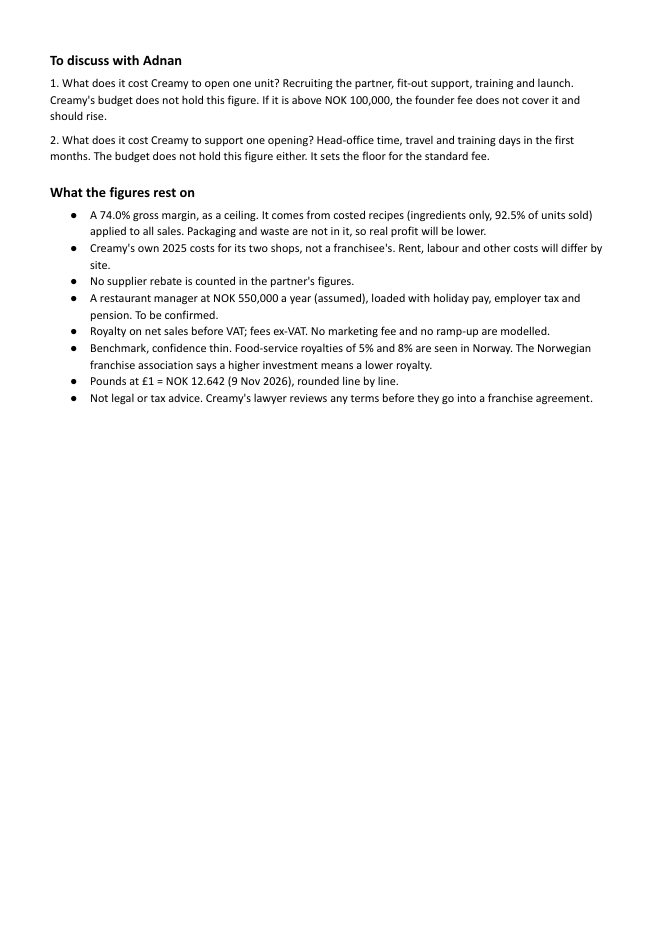 To discuss with Adnan
1. What does it cost Creamy to open one unit? Recruiting the partner, fit-out support, training and launch.
Creamy's budget does not hold this figure. If it is above NOK 100,000, the founder fee does not cover it and
should rise.
2. What does it cost Creamy to support one opening? Head-office time, travel and training days in the first
months. The budget does not hold this figure either. It sets the floor for the standard fee.
What the figures rest on
● A 74.0% gross margin, as a ceiling. It comes from costed recipes (ingredients only, 92.5% of units sold)
applied to all sales. Packaging and waste are not in it, so real profit will be lower.
● Creamy's own 2025 costs for its two shops, not a franchisee's. Rent, labour and other costs will differ by
site.
● No supplier rebate is counted in the partner's figures.
● A restaurant manager at NOK 550,000 a year (assumed), loaded with holiday pay, employer tax and
pension. To be confirmed.
● Royalty on net sales before VAT; fees ex-VAT. No marketing fee and no ramp-up are modelled.
● Benchmark, confidence thin. Food-service royalties of 5% and 8% are seen in Norway. The Norwegian
franchise association says a higher investment means a lower royalty.
● Pounds at £1 = NOK 12.642 (9 Nov 2026), rounded line by line.
● Not legal or tax advice. Creamy's lawyer reviews any terms before they go into a franchise agreement.